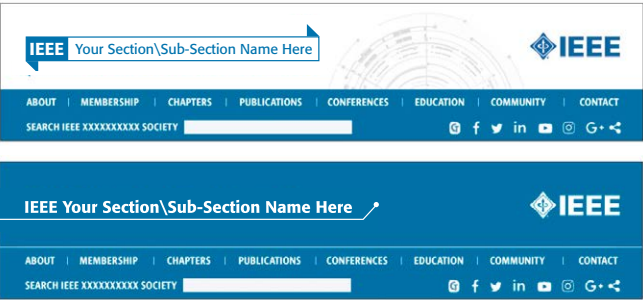 IEEE Your Section\Sub-Section Name Here
IEEE
ABOUT | MEMBERSHIP | CHAPTERS | PUBLICATIONS | CONFERENCES | EDUCATION | COMMUNITY | CONTACT
SEARCH IEEE XXXXXXXXXX SOCIETY
IEEE Your Section\Sub-Section Name Here
IEEE
ABOUT | MEMBERSHIP | CHAPTERS | PUBLICATIONS | CONFERENCES | EDUCATION | COMMUNITY | CONTACT
SEARCH IEEE XXXXXXXXXX SOCIETY